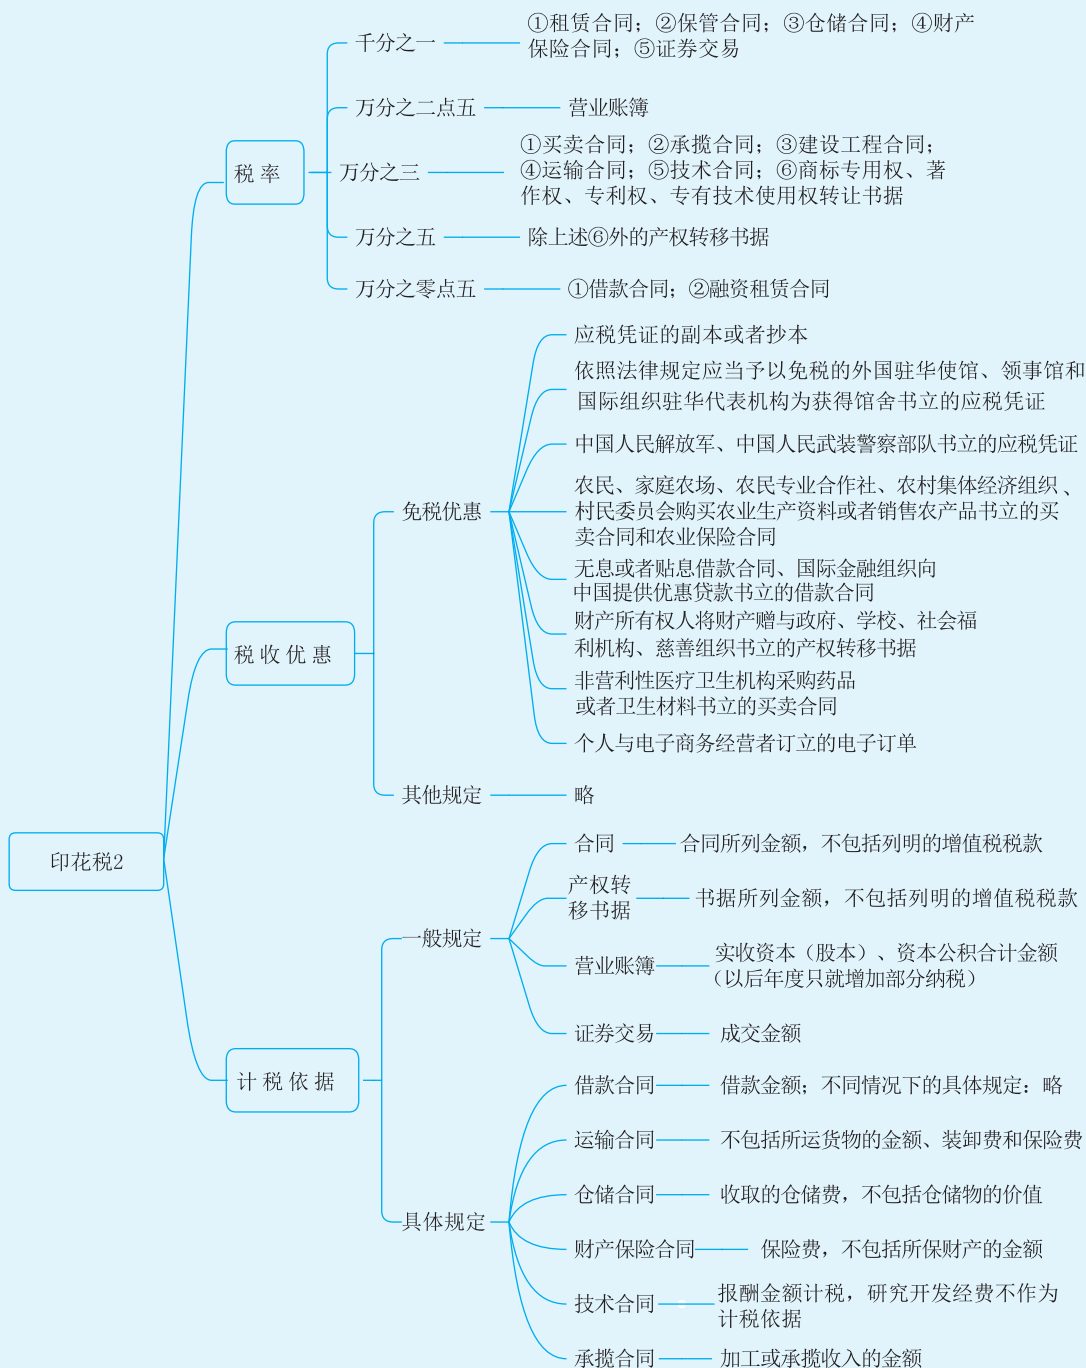 印花税2
税率
千分之一
①租赁合同；②保管合同；③仓储合同；④财产
保险合同；⑤证券交易
万分之二点五
营业账簿
万分之三
①买卖合同；②承揽合同；③建设工程合同；
④运输合同；⑤技术合同；⑥商标专用权、著
作权、专利权、专有技术使用权转让书据
万分之五
除上述⑥外的产权转移书据
万分之零点五
①借款合同；②融资租赁合同
税收优惠
免税优惠
应税凭证的副本或者抄本
依照法律规定应当予以免税的外国驻华使馆、领事馆和
国际组织驻华代表机构为获得馆舍书立的应税凭证
中国人民解放军、中国人民武装警察部队书立的应税凭证
农民、家庭农场、农民专业合作社、农村集体经济组织、
村民委员会购买农业生产资料或者销售农产品书立的买
卖合同和农业保险合同
无息或者贴息借款合同、国际金融组织向
中国提供优惠贷款书立的借款合同
财产所有权人将财产赠与政府、学校、社会福
利机构、慈善组织书立的产权转移书据
非营利性医疗卫生机构采购药品
或者卫生材料书立的买卖合同
个人与电子商务经营者订立的电子订单
其他规定
略
计税依据
一般规定
合同
合同所列金额，不包括列明的增值税税款
产权转
移书据
书据所列金额，不包括列明的增值税税款
营业账簿
实收资本（股本）、资本公积合计金额
（以后年度只就增加部分纳税）
证券交易
成交金额
具体规定
借款合同
借款金额；不同情况下的具体规定：略
运输合同
不包括所运货物的金额、装卸费和保险费
仓储合同
收取的仓储费，不包括仓储物的价值
财产保险合同
保险费，不包括所保财产的金额
技术合同
报酬金额计税，研究开发经费不作为
计税依据
承揽合同
加工或承揽收入的金额